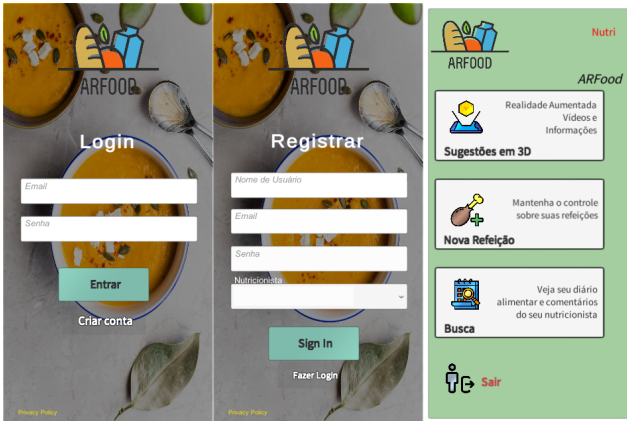 ARFOOD
Login
Email
Senha
Entrar
Criar conta
Privacy Policy
ARFOOD
Registrar
Nome de Usuário
Email
Senha
Nutricionista
Sign In
Fazer Login
Privacy Policy
Nutri
ARFOOD
ARFood
Realidade Aumentada
Vídeos e
Informações
Sugestões em 3D
Mantenha o controle
sobre suas refeições
Nova Refeição
Veja seu diário
alimentar e comentários
do seu nutricionista
Busca
Sair